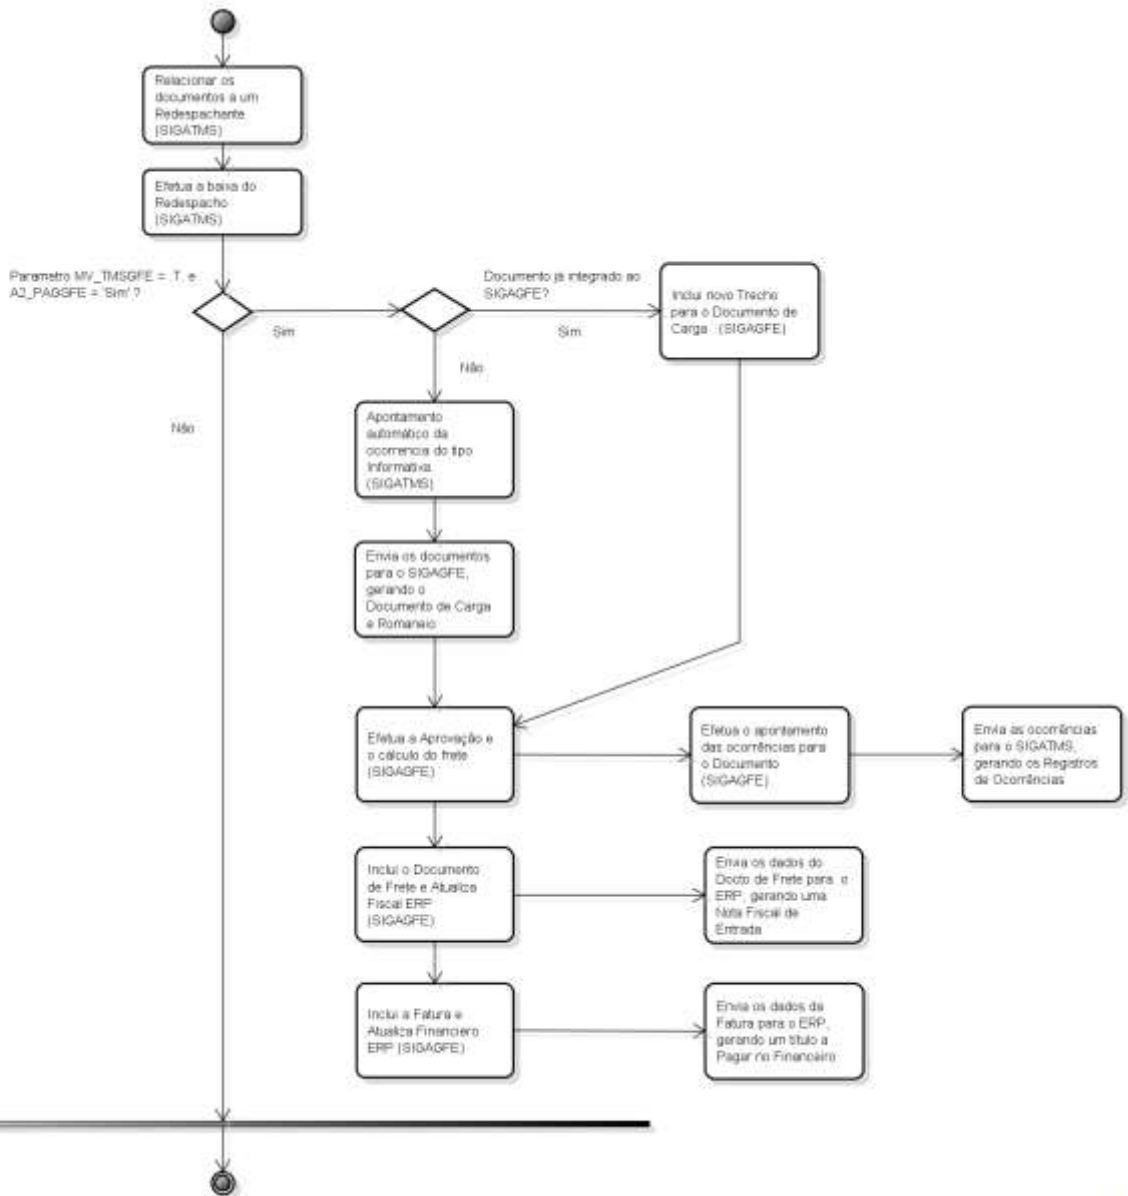 Relacionar os
documentos a um
Redespachante
(SIGATMS)
Efetua a baixa do
Redespacho
(SIGATMS)
Parametro MV_TMSGFE = .T. e
A2_PAGGFE = 'Sim' ?
Sim
Não
Documento já integrado ao
SIGAGFE?
Sim
Não
Inclui novo Trecho
para o Documento de
Carga (SIGAGFE)
Apontamento
automático da
ocorrencia do tipo
Informativa.
(SIGATMS)
Envia os documentos
para o SIGAGFE,
gerando o
Documento de Carga
e Romaneio
Efetua a Aprovação e
o cálculo do frete
(SIGAGFE)
Efetua o apontamento
das ocorrências para
o Documento
(SIGAGFE)
Envia as ocorrências
para o SIGATMS,
gerando os Registros
de Ocorrências
Inclui o Documento
de Frete e Atualiza
Fiscal ERP
(SIGAGFE)
Envia os dados do
Docto de Frete para o
ERP, gerando uma
Nota Fiscal de
Entrada
Inclui a Fatura e
Atualiza Financiero
ERP (SIGAGFE)
Envia os dados da
Fatura para o ERP,
gerando um título a
Pagar no Financeiro